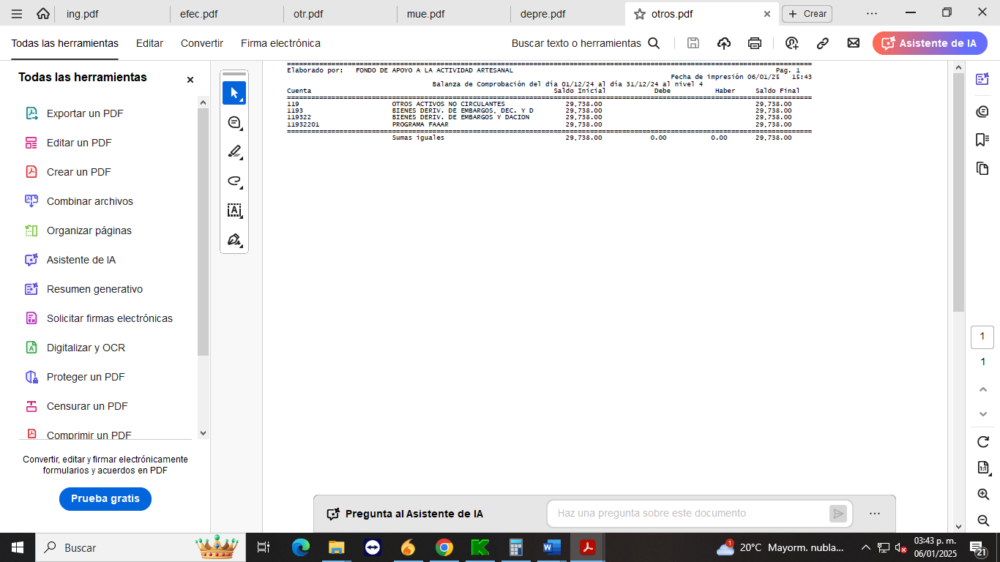 ing.pdf efec.pdf otr.pdf mue.pdf depre.pdf otros.pdf Crear
Todas las herramientas Editar Convertir Firma electrónica Buscar texto o herramientas Asistente de IA
Todas las herramientas
Exportar un PDF
Editar un PDF
Crear un PDF
Combinar archivos
Organizar páginas
Asistente de IA
Resumen generativo
Solicitar firmas electrónicas
Digitalizar y OCR
Proteger un PDF
Censurar un PDF
Comprimir un PDF
Convertir, editar y firmar electrónicamente
formularios y acuerdos en PDF
Prueba gratis
Elaborado por: FONDO DE APOYO A LA ACTIVIDAD ARTESANAL Pag. 1
Fecha de impresión 06/01/25 15:43
Balanza de Comprobación del día 01/12/24 al día 31/12/24 al nivel 4
Cuenta Saldo Inicial Debe Haber Saldo Final
119 OTROS ACTIVOS NO CIRCULANTES 29,738.00 29,738.00
1193 BIENES DERIV. DE EMBARGOS, DEC. Y D 29,738.00 29,738.00
119322 BIENES DERIV. DE EMBARGOS Y DACION 29,738.00 29,738.00
11932201 PROGRAMA FAAAR 29,738.00 29,738.00
Sumas iguales 29,738.00 0.00 0.00 29,738.00
1
1
1:1
Pregunta al Asistente de IA Haz una pregunta sobre este documento
Buscar
20°C Mayorm. nubla...
1
03:43 p. m.
06/01/2025
21